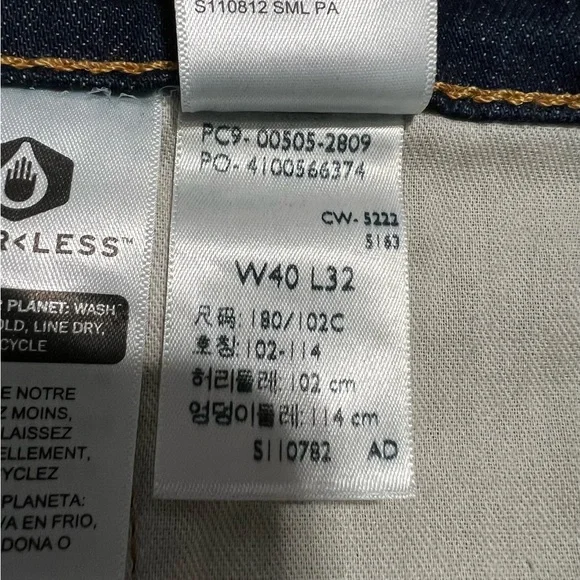 S110812 SML PA
PC9-00505-2809
PO-4100566374
CW-5222
5163
W40 L32
尺码:180/102C
호칭:102-114
허리둘레:102 cm
엉덩이둘레:114 cm
S110782 AD
R<LESS™
PLANET: WASH
OLD, LINE DRY,
CYCLE
E NOTRE
Z MOINS,
LAISSEZ
ELLEMENT,
YCLEZ
PLANETA:
VA EN FRIO,
DONA O